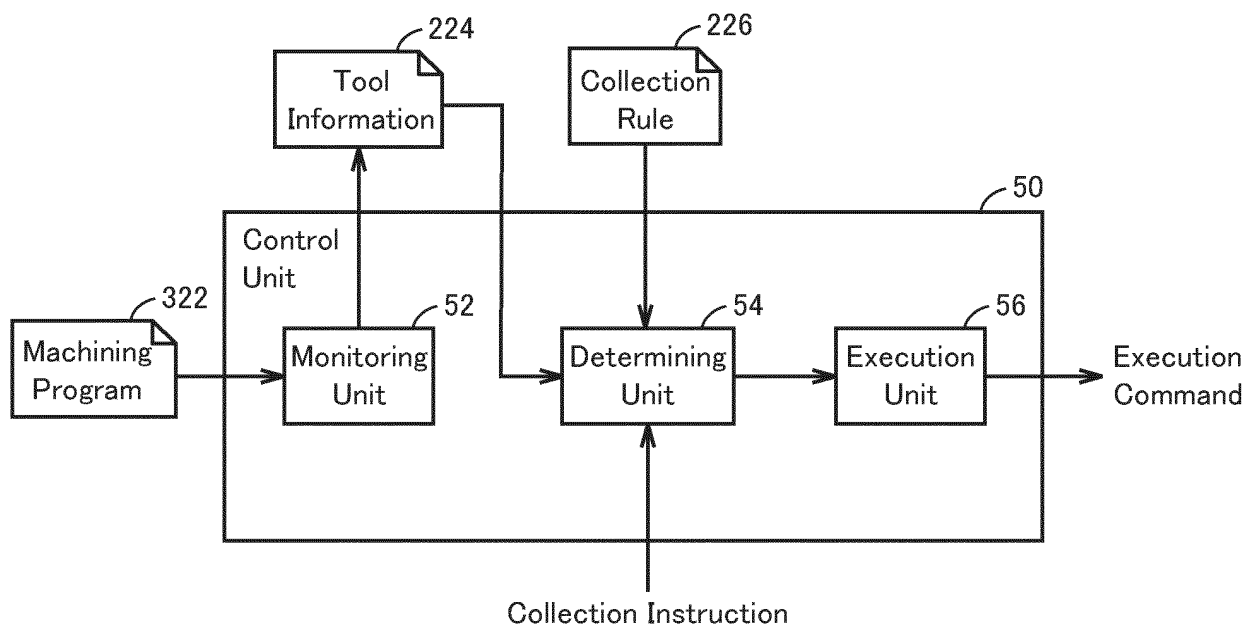 224
226
Tool
Information
Collection
Rule
50
Control
Unit
322
52
54
56
Machining
Program
Monitoring
Unit
Determining
Unit
Execution
Unit
Execution
Command
Collection Instruction